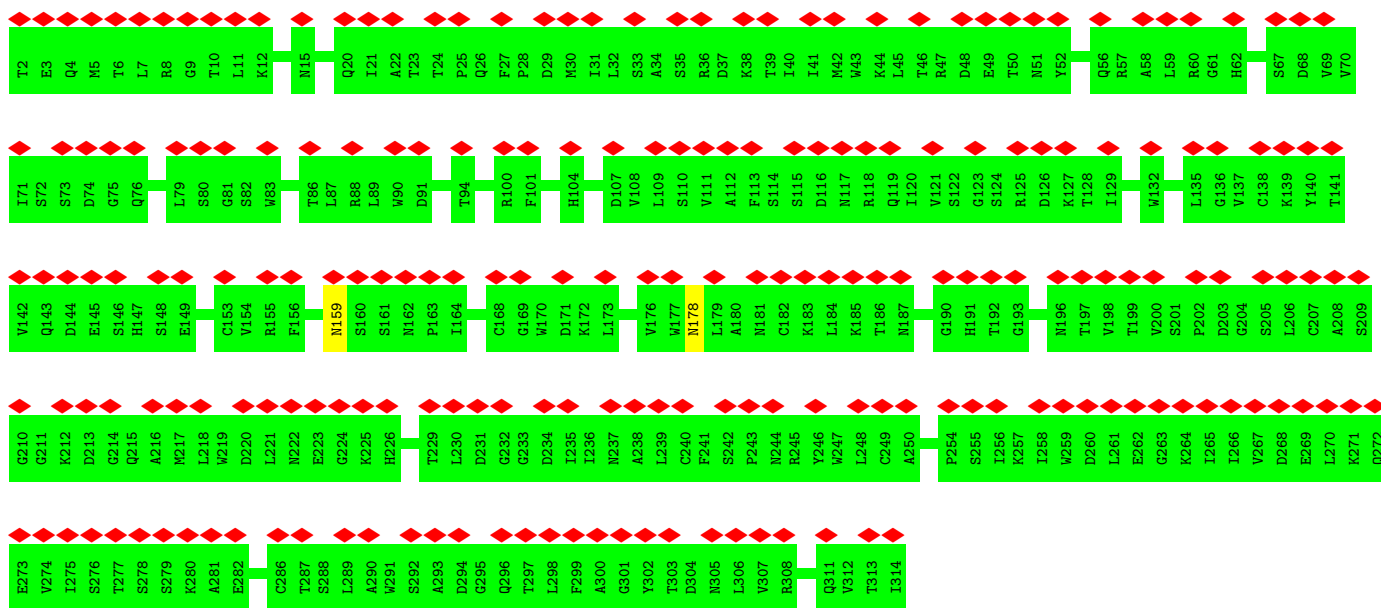 T2 E3 Q4 M5 T6 L7 R8 G9 T10 L11 K12 N15 Q20 I21 A22 T23 T24 P25 Q26 F27 P28 D29 M30 I31 L32 S33 A34 S35 R36 D37 K38 T39 I40 I41 M42 W43 K44 L45 T46 R47 D48 E49 T50 N51 Y52 Q56 R57 A58 L59 R60 G61 H62 S67 D68 V69 V70
I71 S72 S73 D74 G75 Q76 L79 S80 G81 S82 W83 T86 L87 R88 L89 W90 D91 T94 R100 F101 H104 D107 V108 L109 S110 V111 A112 F113 S114 S115 D116 N117 R118 Q119 I120 V121 S122 G123 S124 R125 D126 K127 T128 I129 W132 L135 G136 V137 C138 K139 Y140 T141
V142 Q143 D144 E145 S146 H147 S148 E149 C153 V154 R155 F156 N159 S160 S161 N162 P163 I164 C168 G169 W170 D171 K172 L173 V176 W177 N178 L179 A180 N181 C182 K183 L184 K185 T186 N187 G190 H191 T192 G193 N196 T197 V198 T199 V200 S201 P202 D203 G204 S205 L206 C207 A208 S209
G210 G211 K212 D213 G214 Q215 A216 M217 L218 W219 D220 L221 N222 E223 G224 K225 H226 T229 L230 D231 G232 G233 D234 I235 I236 N237 A238 L239 C240 F241 S242 P243 N244 R245 Y246 W247 L248 C249 A250 P254 S255 I256 K257 I258 W259 D260 L261 E262 G263 K264 I265 I266 V267 D268 E269 L270 K271 Q272
E273 V274 I275 S276 T277 S278 S279 K280 A281 E282 C286 T287 S288 L289 A290 W291 S292 A293 D294 G295 Q296 T297 L298 F299 A300 G301 Y302 T303 D304 N305 L306 V307 R308 Q311 V312 T313 I314